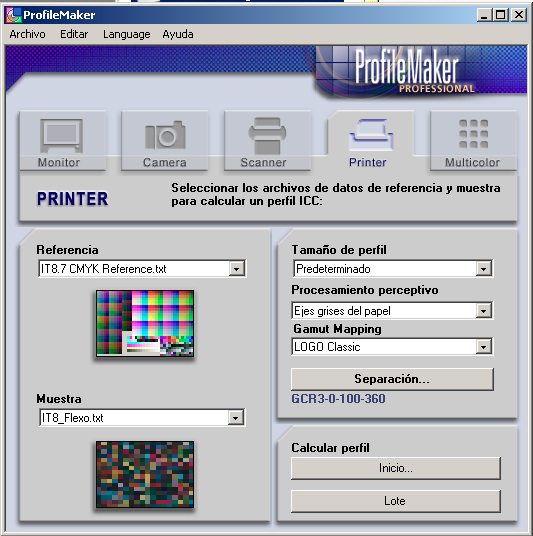 ProfileMaker
Archivo Editar Language Ayuda
ProfileMaker
PROFESSIONAL
Monitor Camera Scanner Printer Multicolor
PRINTER
Seleccionar los archivos de datos de referencia y muestra
para calcular un perfil ICC:
Referencia
IT8.7 CMYK Reference.txt
Muestra
IT8_Flexo.txt
Tamaño de perfil
Predeterminado
Procesamiento perceptivo
Ejes grises del papel
Gamut Mapping
LOGO Classic
Separación...
GCR3-0-100-360
Calcular perfil
Inicio...
Lote